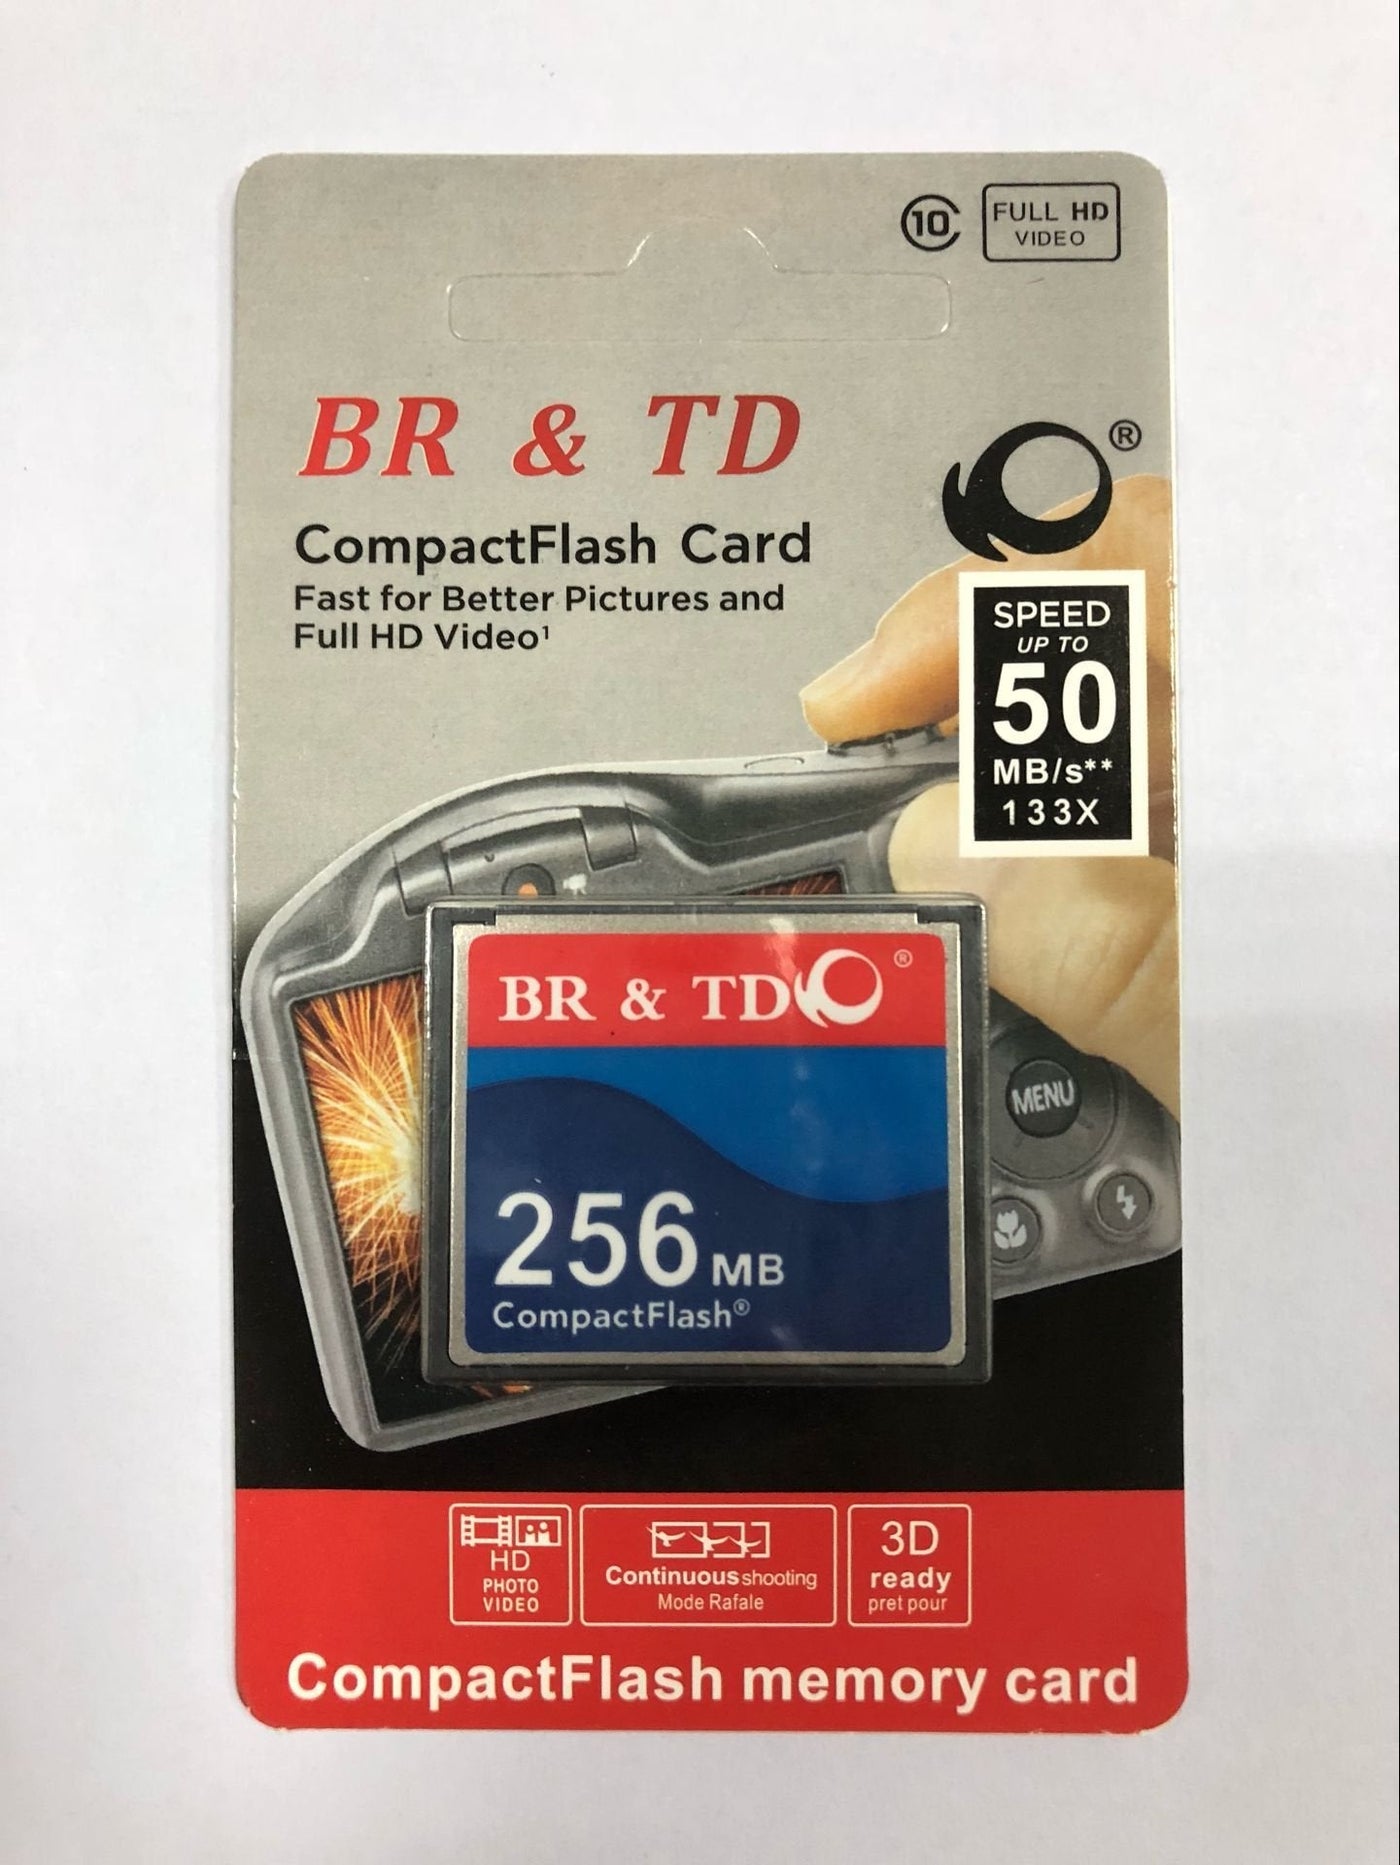 10
FULL HD
VIDEO
BR & TD
®
CompactFlash Card
Fast for Better Pictures and
Full HD Video¹
SPEED
UP TO
50
MB/s**
133X
BR & TD
®
MENU
256 MB
CompactFlash®
HD
PHOTO
VIDEO
Continuous shooting
Mode Rafale
3D
ready
pret pour
CompactFlash memory card